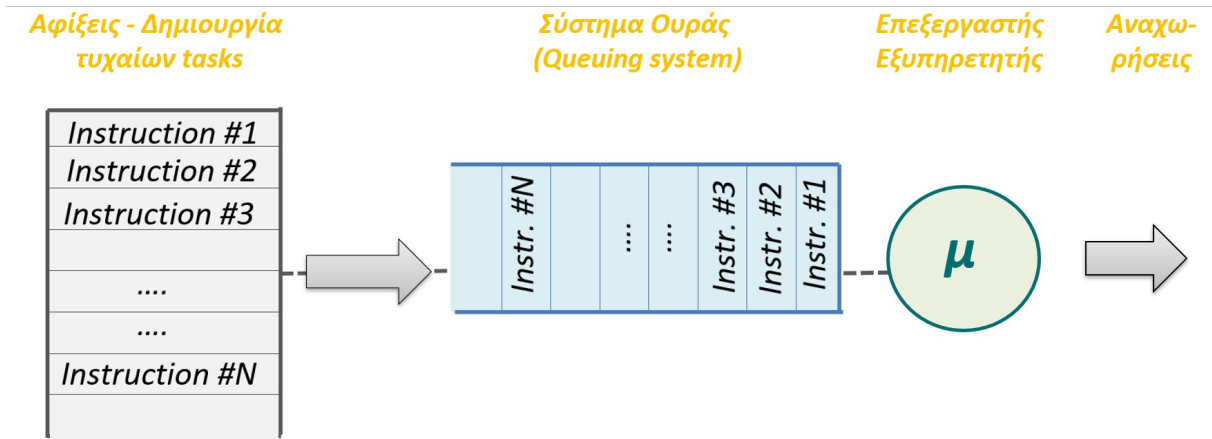 Αφίξεις - Δημιουργία
τυχαίων tasks
Σύστημα Ουράς
(Queuing system)
Επεξεργαστής
Εξυπηρετητής
Αναχω-
ρήσεις
Instruction #1
Instruction #2
Instruction #3
....
....
Instruction #N
Instr. #N
....
....
Instr. #3
Instr. #2
Instr. #1
μ